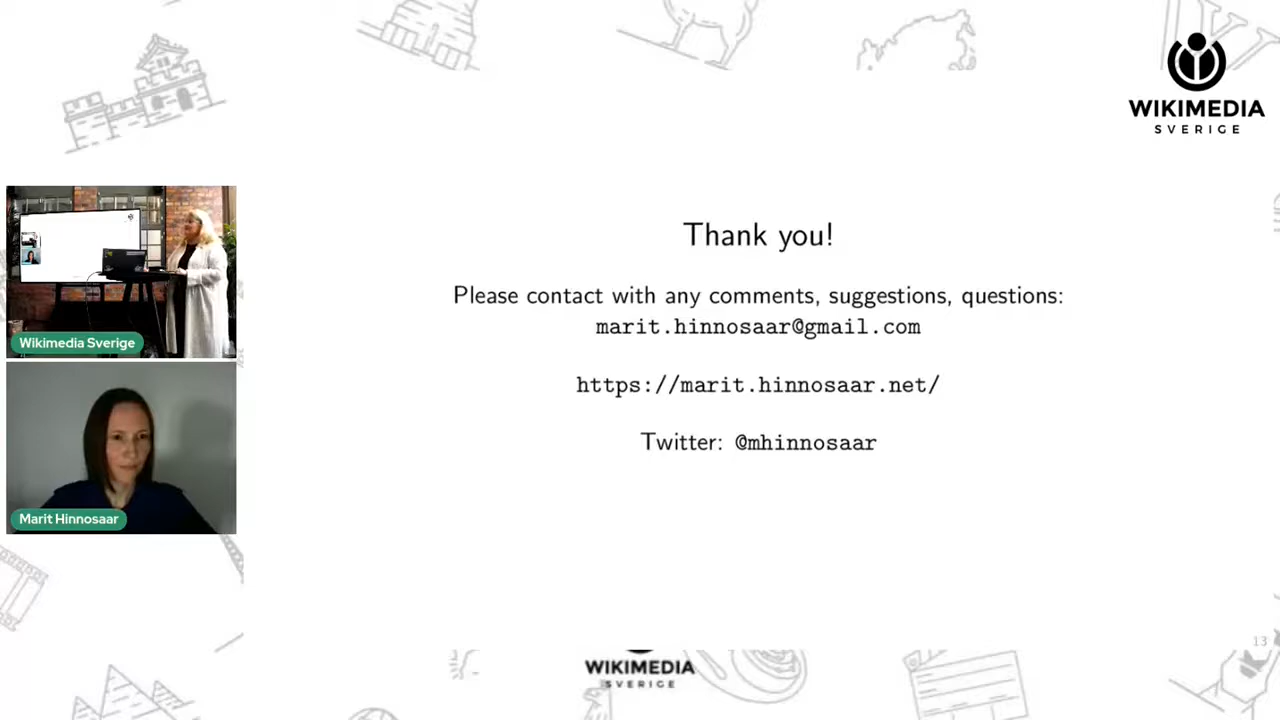 WIKIMEDIA
SVERIGE
Wikimedia Sverige
Marit Hinnosaar
Thank you!
Please contact with any comments, suggestions, questions:
marit.hinnosaar@gmail.com
https://marit.hinnosaar.net/
Twitter: @mhinnosaar
13
WIKIMEDIA
SVERIGE